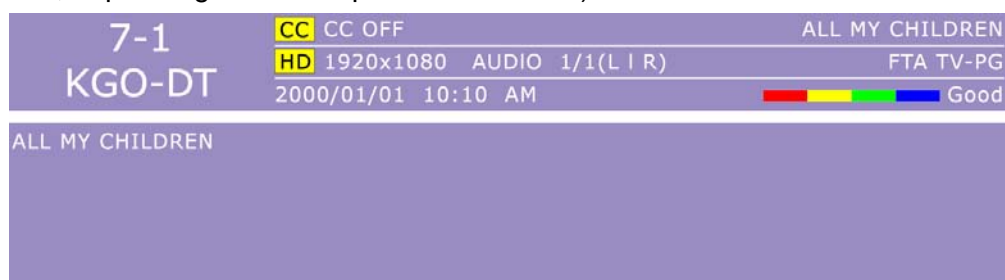 7-1
KGO-DT
CC CC OFF
ALL MY CHILDREN
HD 1920x1080 AUDIO 1/1(L I R)
FTA TV-PG
2000/01/01 10:10 AM
Good
ALL MY CHILDREN